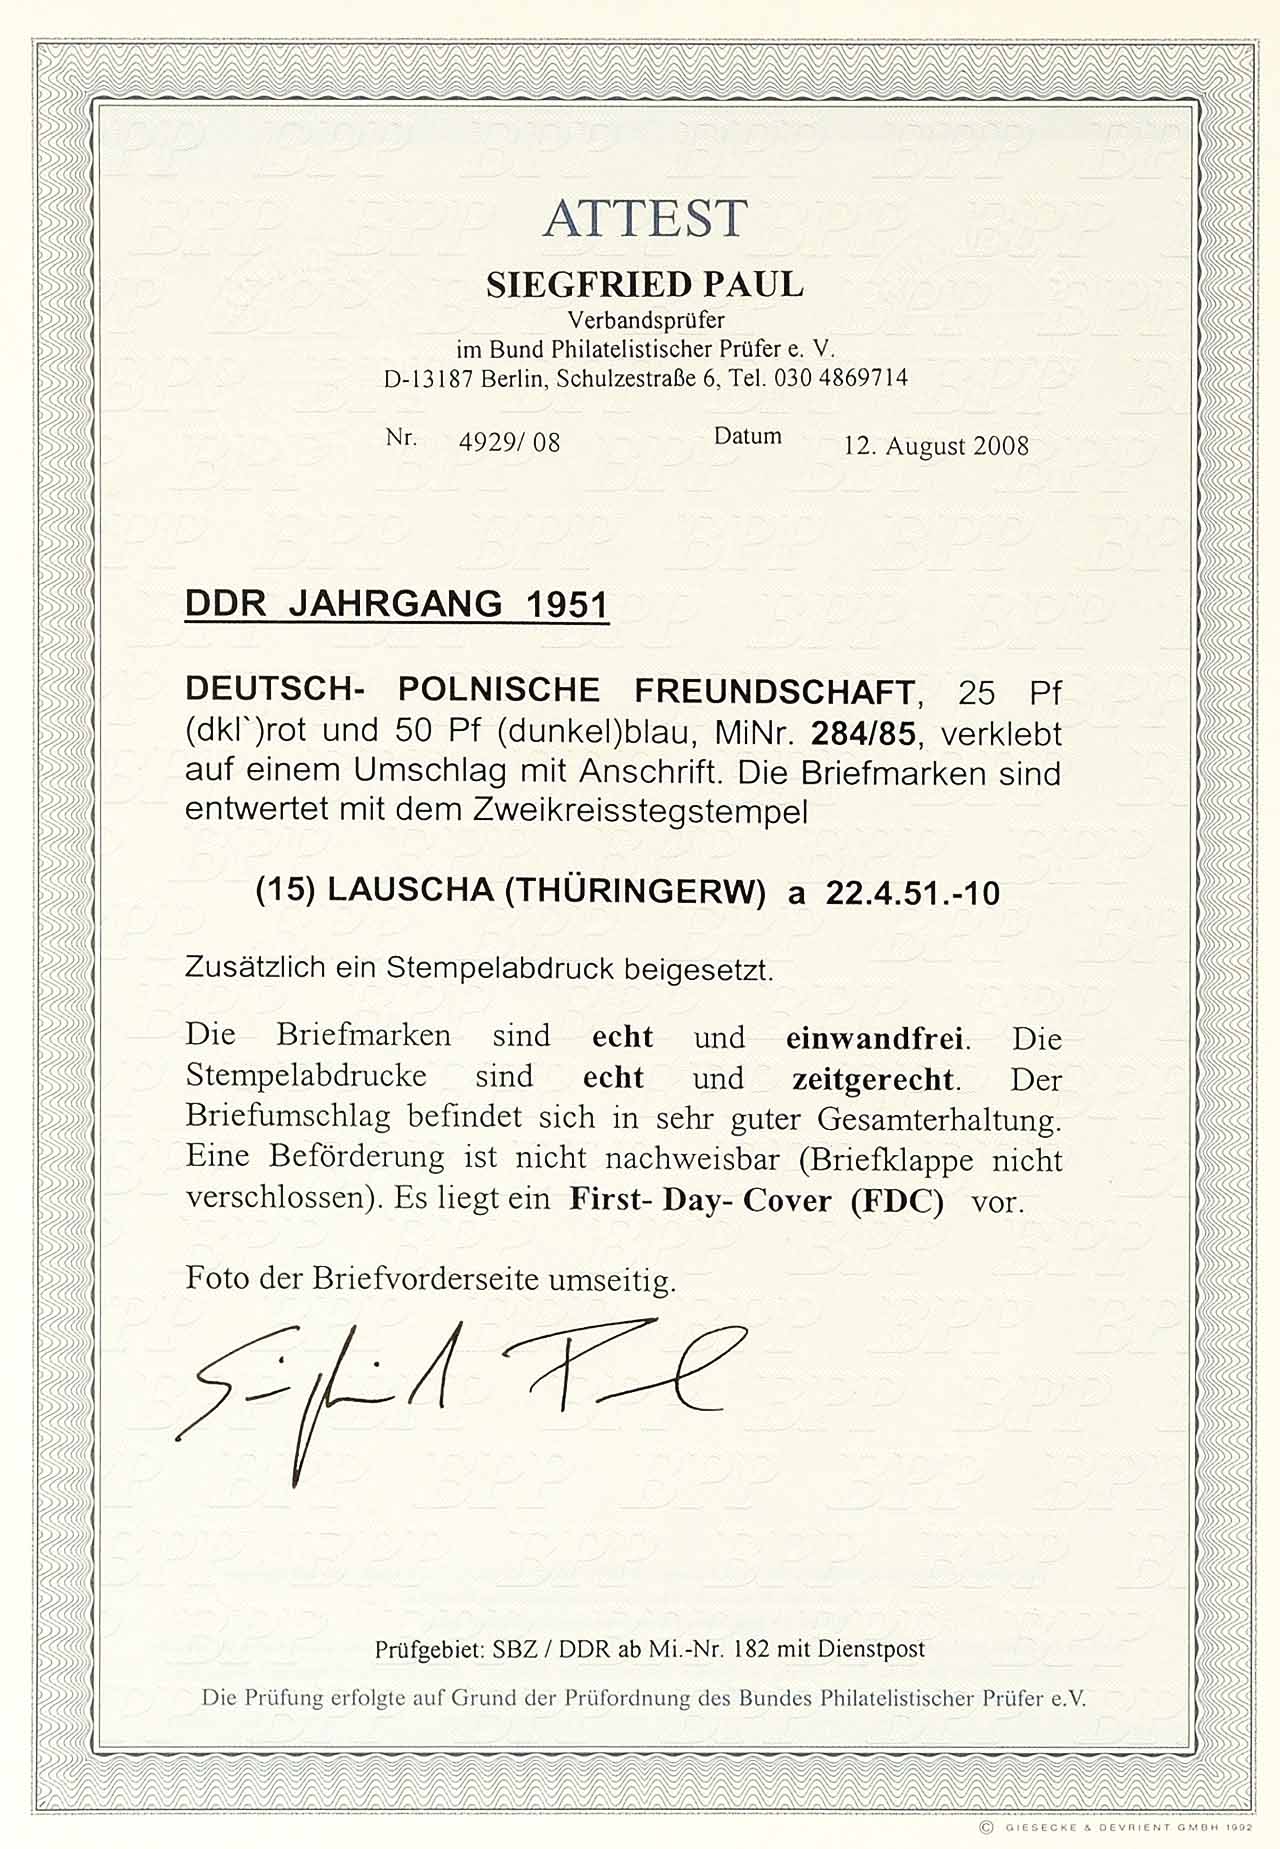 ATTEST
SIEGFRIED PAUL
Verbandsprüfer
im Bund Philatelistischer Prüfer e. V.
D-13187 Berlin, Schulzestraße 6, Tel. 030 4869714
Nr. 4929/ 08 Datum 12. August 2008
DDR JAHRGANG 1951
DEUTSCH- POLNISCHE FREUNDSCHAFT, 25 Pf
(dkl`)rot und 50 Pf (dunkel)blau, MiNr. 284/85, verklebt
auf einem Umschlag mit Anschrift. Die Briefmarken sind
entwertet mit dem Zweikreisstegstempel
(15) LAUSCHA (THÜRINGERW) a 22.4.51.-10
Zusätzlich ein Stempelabdruck beigesetzt.
Die Briefmarken sind echt und einwandfrei. Die
Stempelabdrucke sind echt und zeitgerecht. Der
Briefumschlag befindet sich in sehr guter Gesamterhaltung.
Eine Beförderung ist nicht nachweisbar (Briefklappe nicht
verschlossen). Es liegt ein First- Day- Cover (FDC) vor.
Foto der Briefvorderseite umseitig.
Siegfried Paul
Prüfgebiet: SBZ / DDR ab Mi.-Nr. 182 mit Dienstpost
Die Prüfung erfolgte auf Grund der Prüfordnung des Bundes Philatelistischer Prüfer e.V.
© GIESECKE & DEVRIENT GMBH 1992